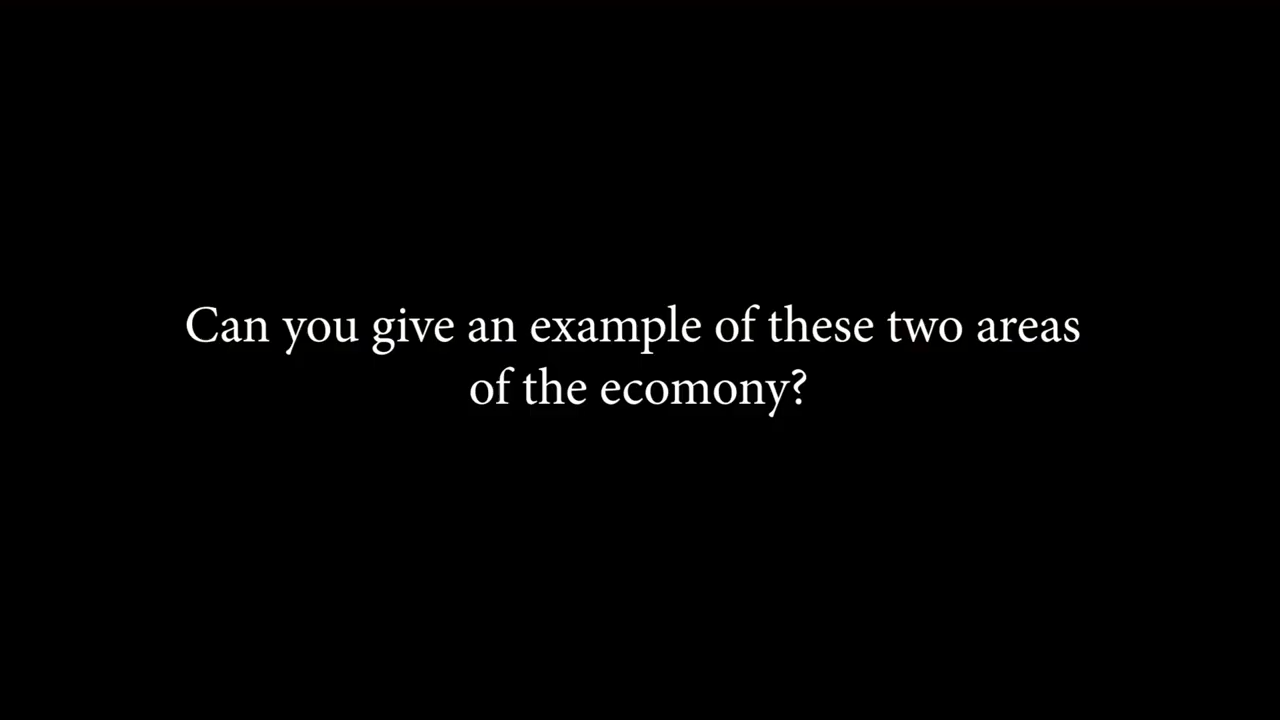 Can you give an example of these two areas
of the ecomony?